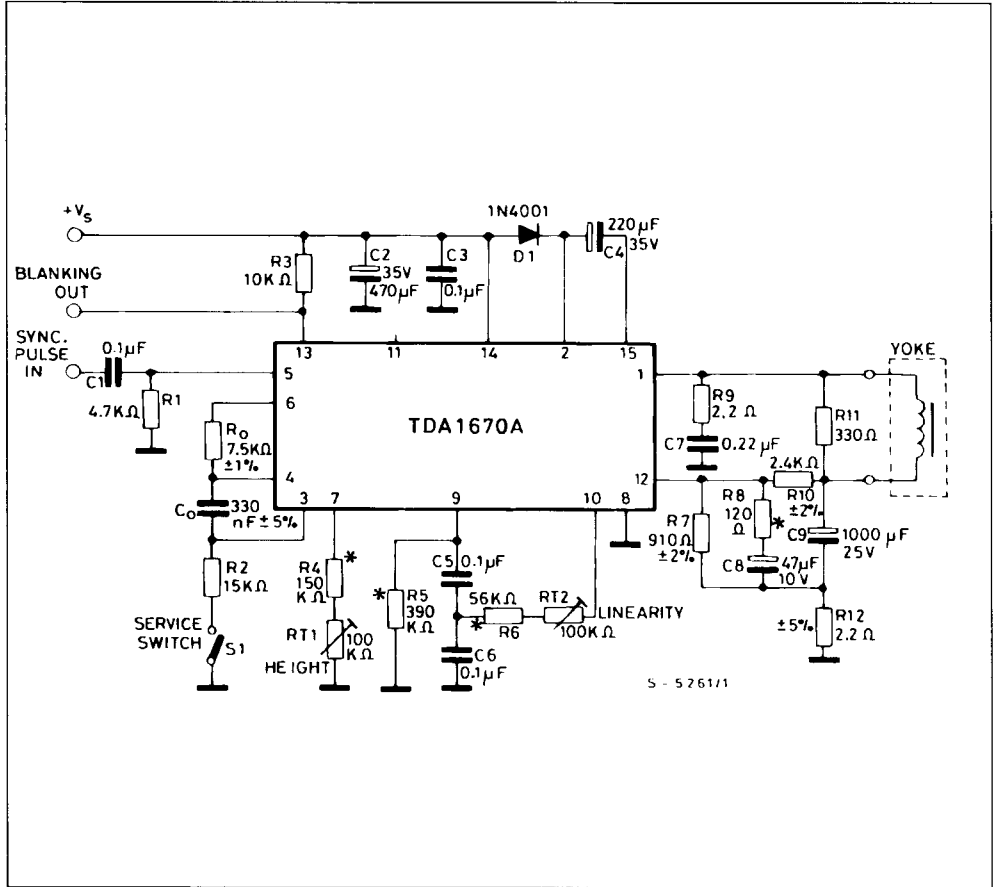 +Vs
BLANKING
OUT
SYNC.
PULSE
IN
0.1µF
C1
4.7KΩ
R1
R3
10KΩ
C2
35V
470µF
C3
0.1µF
1N4001
D1
220µF
35V
C4
13
11
14
2
15
5
6
4
3
7
9
10
8
1
12
TDA1670A
Ro
7.5KΩ
±1%
Co
330
nF ±5%
R2
15KΩ
SERVICE
SWITCH
S1
*
R4
150
KΩ
RT1
100
KΩ
HEIGHT
*
R5
390
KΩ
C5
0.1µF
56KΩ
*
R6
RT2
100KΩ
LINEARITY
C6
0.1µF
R9
2,2 Ω
C7
0.22µF
R7
910Ω
±2%
R8
120
Ω
*
C8
47µF
10V
2.4KΩ
R10
±2%
R11
330Ω
YOKE
C9
1000 µF
25V
±5%
R12
2.2Ω
S - 5261/1